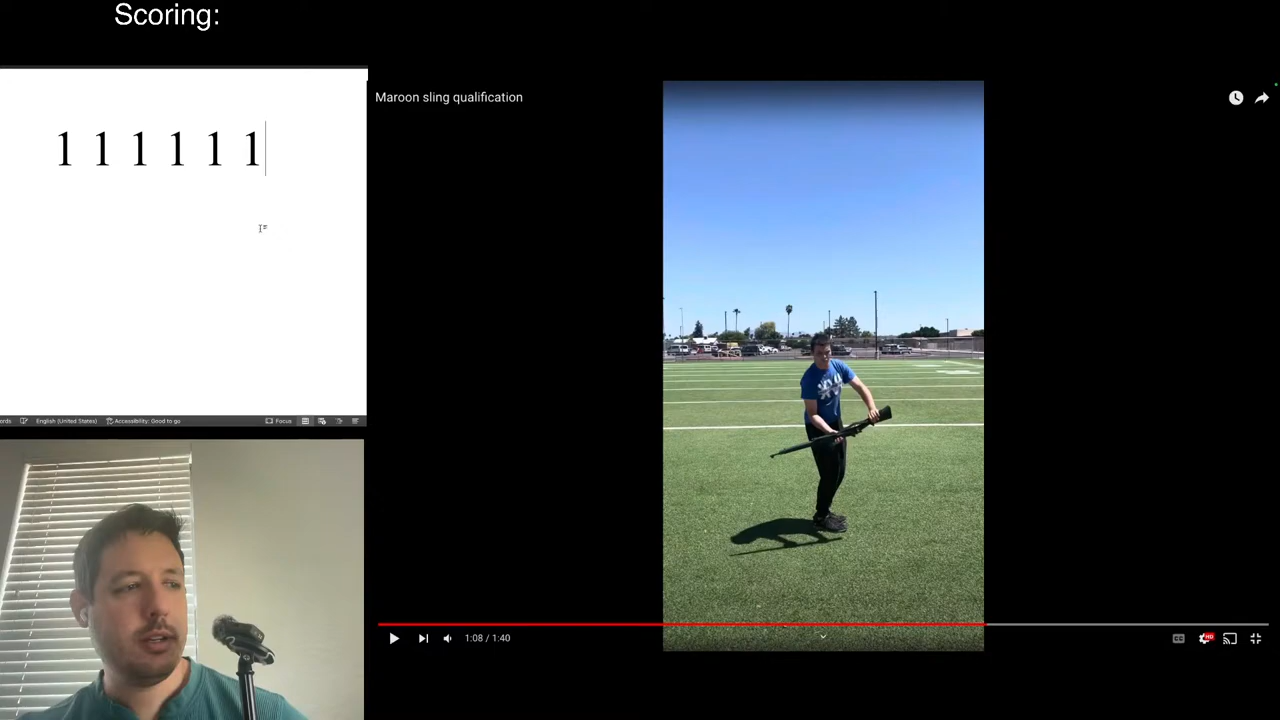 Scoring:
Maroon sling qualification
1 1 1 1 1 1
English (United States) Accessibility: Good to go Focus
1:08 / 1:40
HD